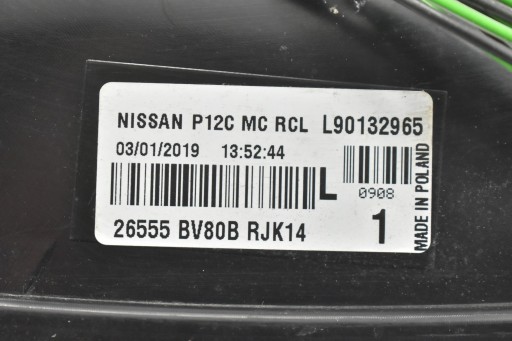 NISSAN P12C MC RCL L90132965
03/01/2019 13:52:44
L
0908
26555 BV80B RJK14
1
MADE IN POLAND